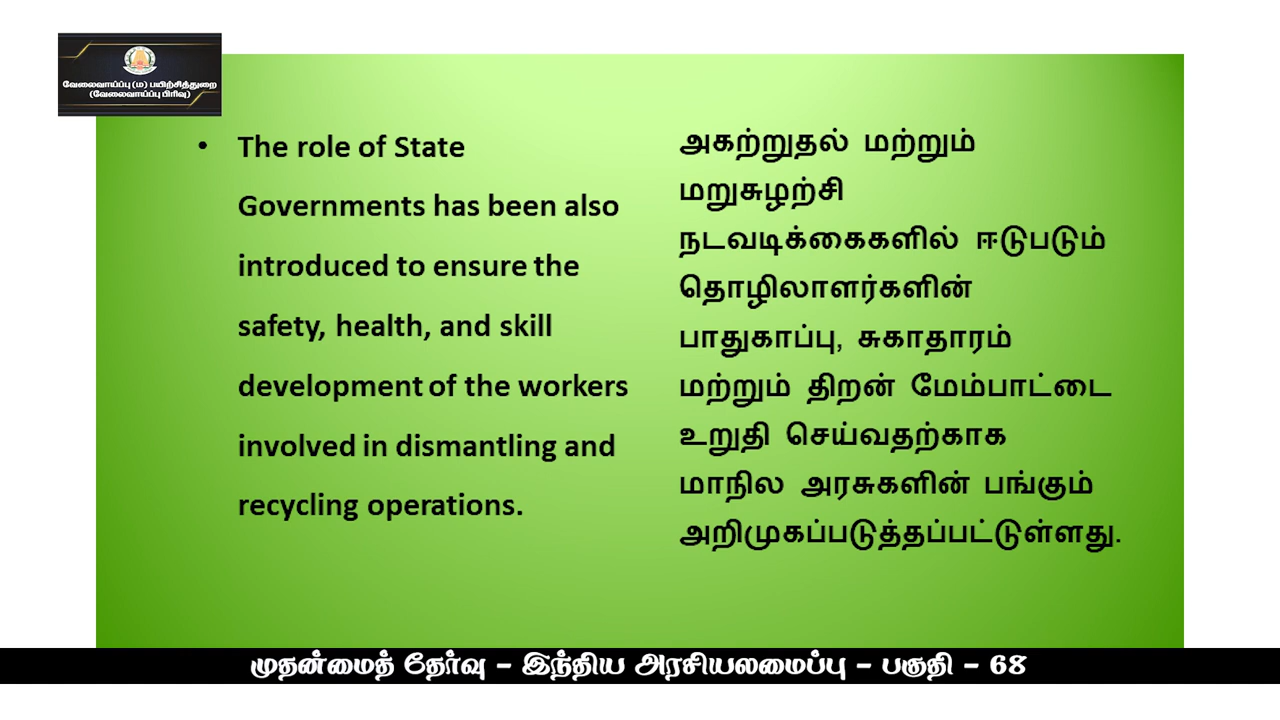 வேலைவாய்ப்பு (ம) பயிற்சித்துறை
(வேலைவாய்ப்பு பிரிவு)
• The role of State
Governments has been also
introduced to ensure the
safety, health, and skill
development of the workers
involved in dismantling and
recycling operations.
அகற்றுதல் மற்றும்
மறுசுழற்சி
நடவடிக்கைகளில் ஈடுபடும்
தொழிலாளர்களின்
பாதுகாப்பு, சுகாதாரம்
மற்றும் திறன் மேம்பாட்டை
உறுதி செய்வதற்காக
மாநில அரசுகளின் பங்கும்
அறிமுகப்படுத்தப்பட்டுள்ளது.
முதன்மைத் தேர்வு – இந்திய அரசியலமைப்பு – பகுதி – 68